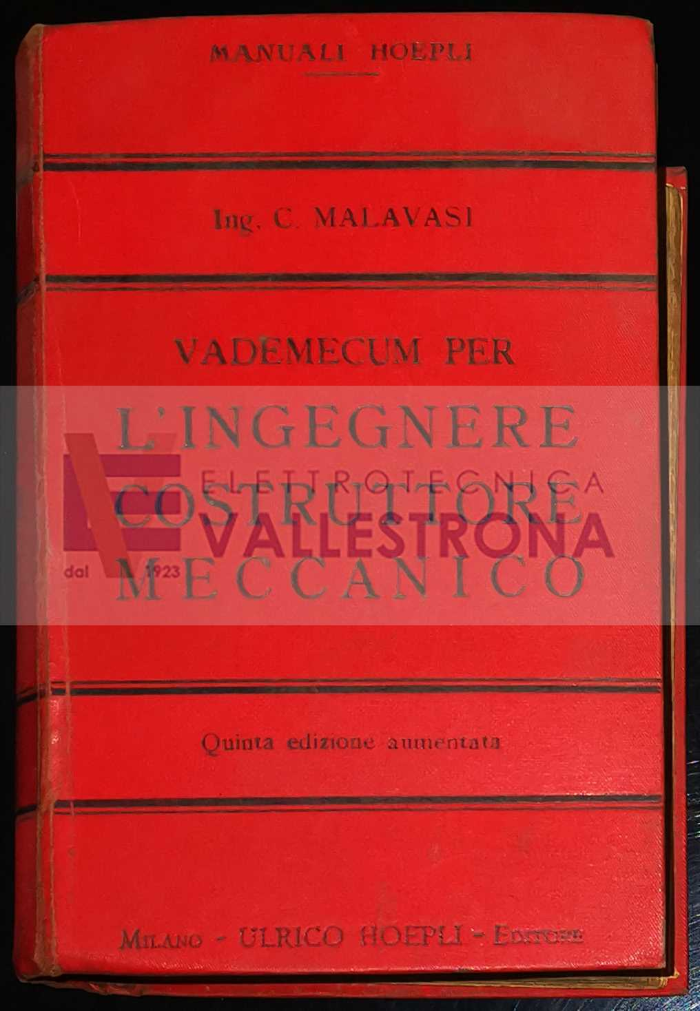 MANUALI HOEPLI
Ing. C. MALAVASI
VADEMECUM PER
L'INGEGNERE
ELETTROTECNICA
COSTRUTTORE
VALLESTRONA
dal 1923
MECCANICO
Quinta edizione aumentata
MILANO - ULRICO HOEPLI - EDITORE